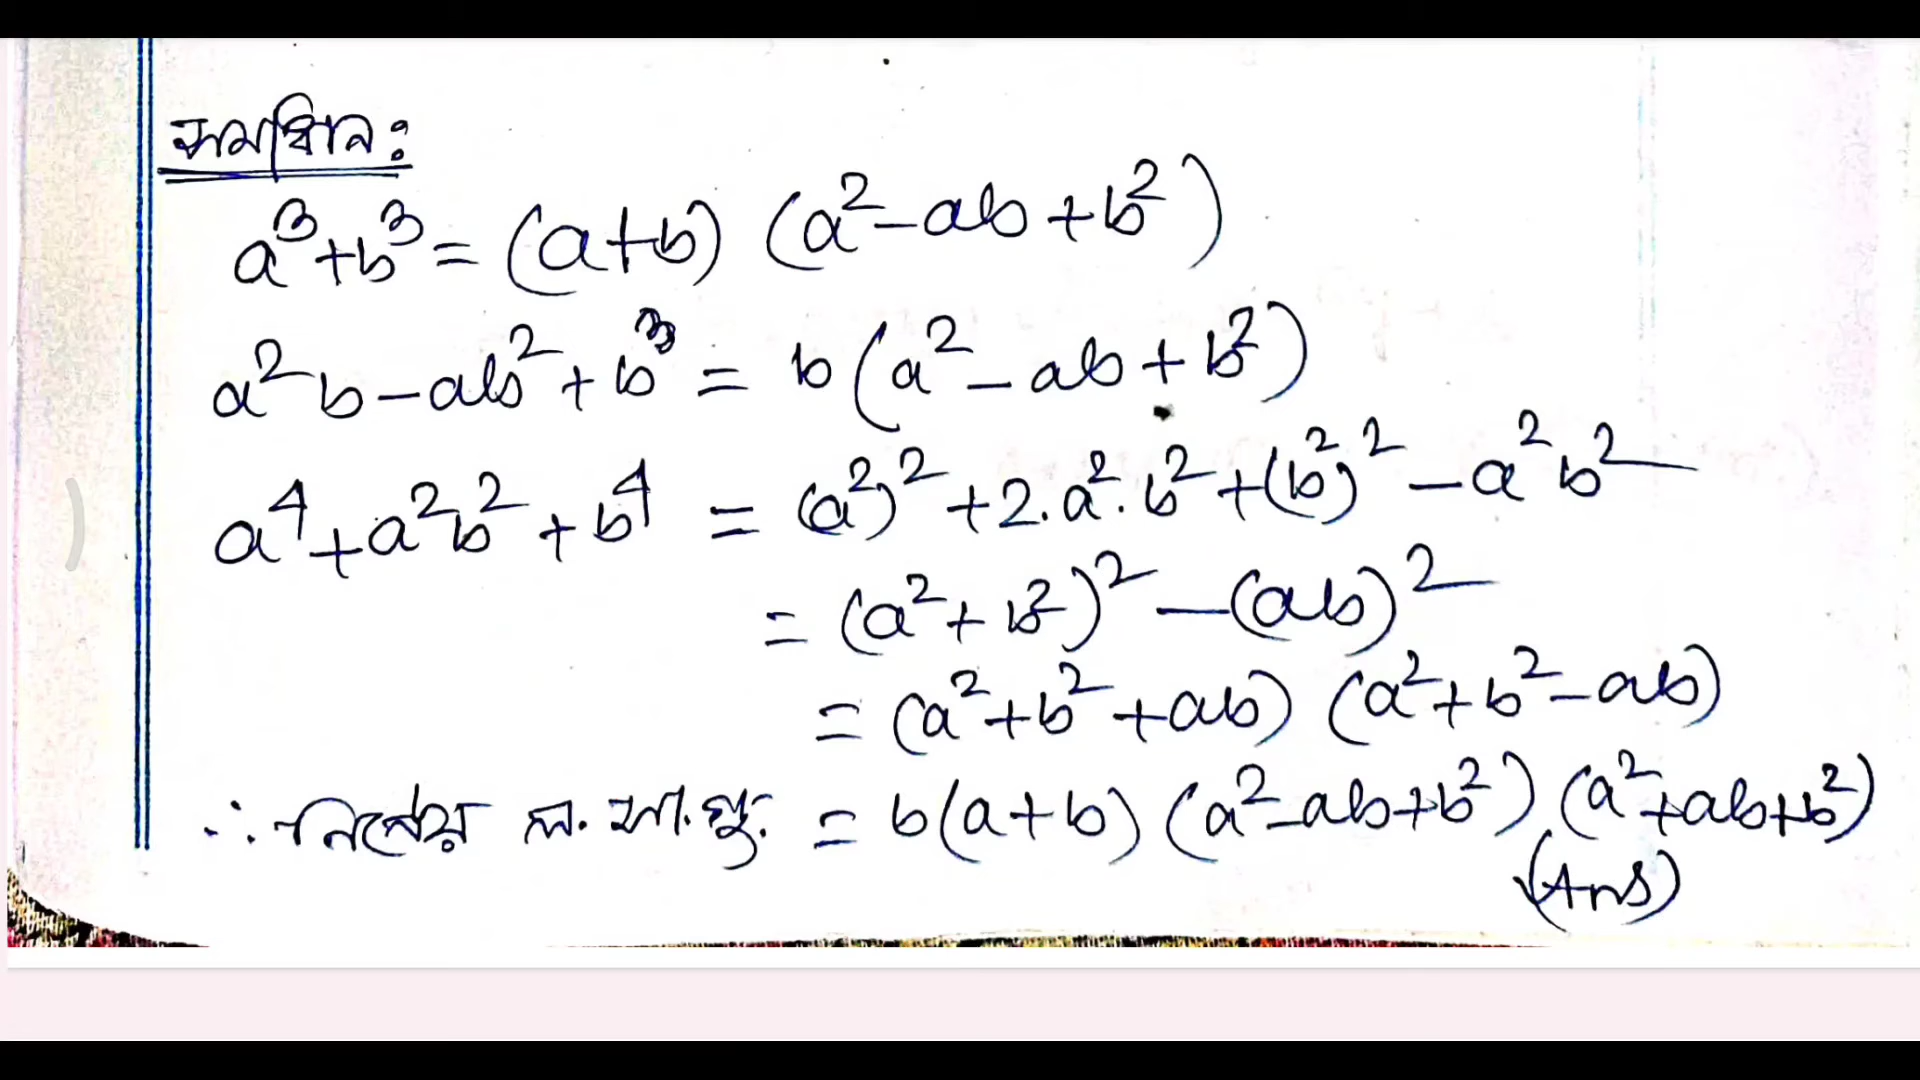 সমাধান:
a³+b³ = (a+b) (a²-ab+b²)
a²b-ab²+b³ = b(a²-ab+b²)
a⁴+a²b²+b⁴ = (a²)²+2.a².b²+(b²)²-a²b²
= (a²+b²)²-(ab)²
= (a²+b²+ab) (a²+b²-ab)
∴ নির্ণেয় ল.সা.গু. = b(a+b) (a²-ab+b²) (a²+ab+b²)
(Ans)